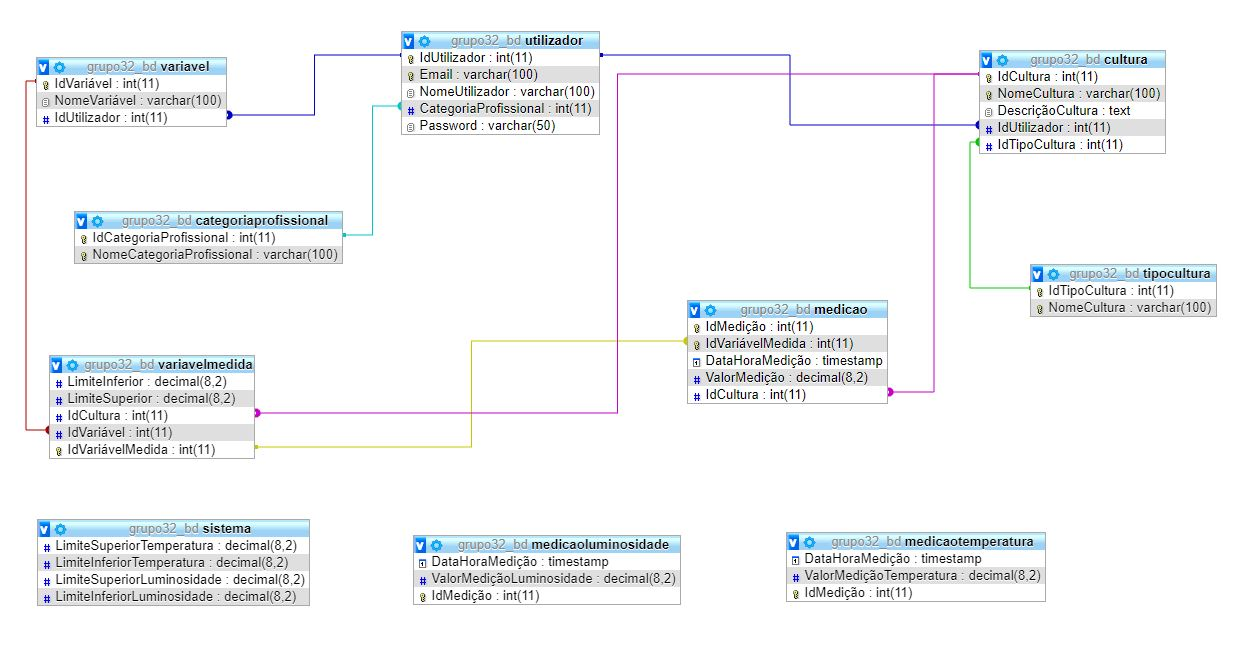 grupo32_bd variavel
IdVariável : int(11)
NomeVariável : varchar(100)
IdUtilizador : int(11)
grupo32_bd utilizador
IdUtilizador : int(11)
Email : varchar(100)
NomeUtilizador : varchar(100)
CategoriaProfissional : int(11)
Password : varchar(50)
grupo32_bd cultura
IdCultura : int(11)
NomeCultura : varchar(100)
DescriçãoCultura : text
IdUtilizador : int(11)
IdTipoCultura : int(11)
grupo32_bd categoriaprofissional
IdCategoriaProfissional : int(11)
NomeCategoriaProfissional : varchar(100)
grupo32_bd tipocultura
IdTipoCultura : int(11)
NomeCultura : varchar(100)
grupo32_bd medicao
IdMedição : int(11)
IdVariávelMedida : int(11)
DataHoraMedição : timestamp
ValorMedição : decimal(8,2)
IdCultura : int(11)
grupo32_bd variavelmedida
LimiteInferior : decimal(8,2)
LimiteSuperior : decimal(8,2)
IdCultura : int(11)
IdVariável : int(11)
IdVariávelMedida : int(11)
grupo32_bd sistema
LimiteSuperiorTemperatura : decimal(8,2)
LimiteInferiorTemperatura : decimal(8,2)
LimiteSuperiorLuminosidade : decimal(8,2)
LimiteInferiorLuminosidade : decimal(8,2)
grupo32_bd medicaoluminosidade
DataHoraMedição : timestamp
ValorMediçãoLuminosidade : decimal(8,2)
IdMedição : int(11)
grupo32_bd medicaotemperatura
DataHoraMedição : timestamp
ValorMediçãoTemperatura : decimal(8,2)
IdMedição : int(11)